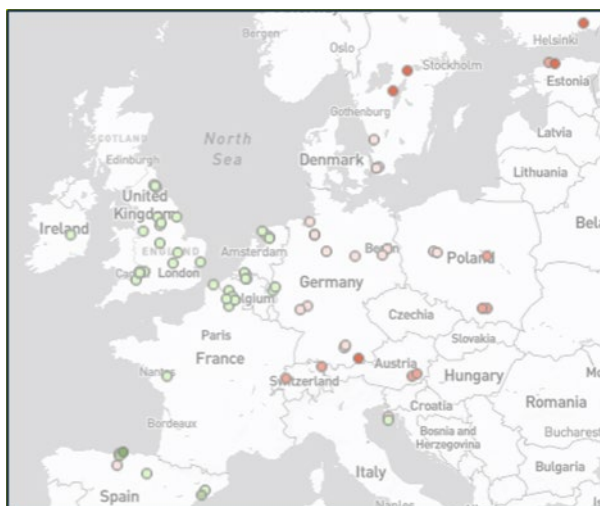 Bergen
Oslo
Helsinki
Stockholm
Estonia
Gothenburg
SCOTLAND
North
Sea
Latvia
Edinburgh
Denmark
Lithuania
United
Kingdom
Ireland
Amsterdam
Poland
ENGLAND
London
Germany
Belgium
Czechia
Paris
Slovakia
France
Austria
Nantes
Switzerland
Hungary
Croatia
Romania
Bordeaux
Bosnia and
Herzegovina
Bucharest
Italy
Bulgaria
Spain